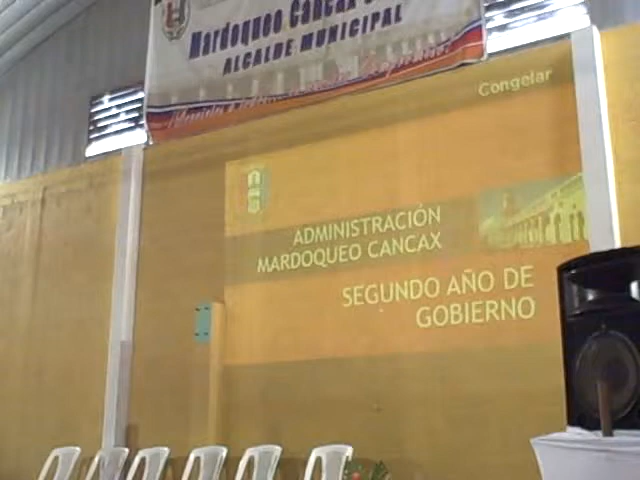 Mardoqueo Cancax
ALCALDE MUNICIPAL
Congelar
ADMINISTRACIÓN
MARDOQUEO CANCAX
SEGUNDO AÑO DE
GOBIERNO